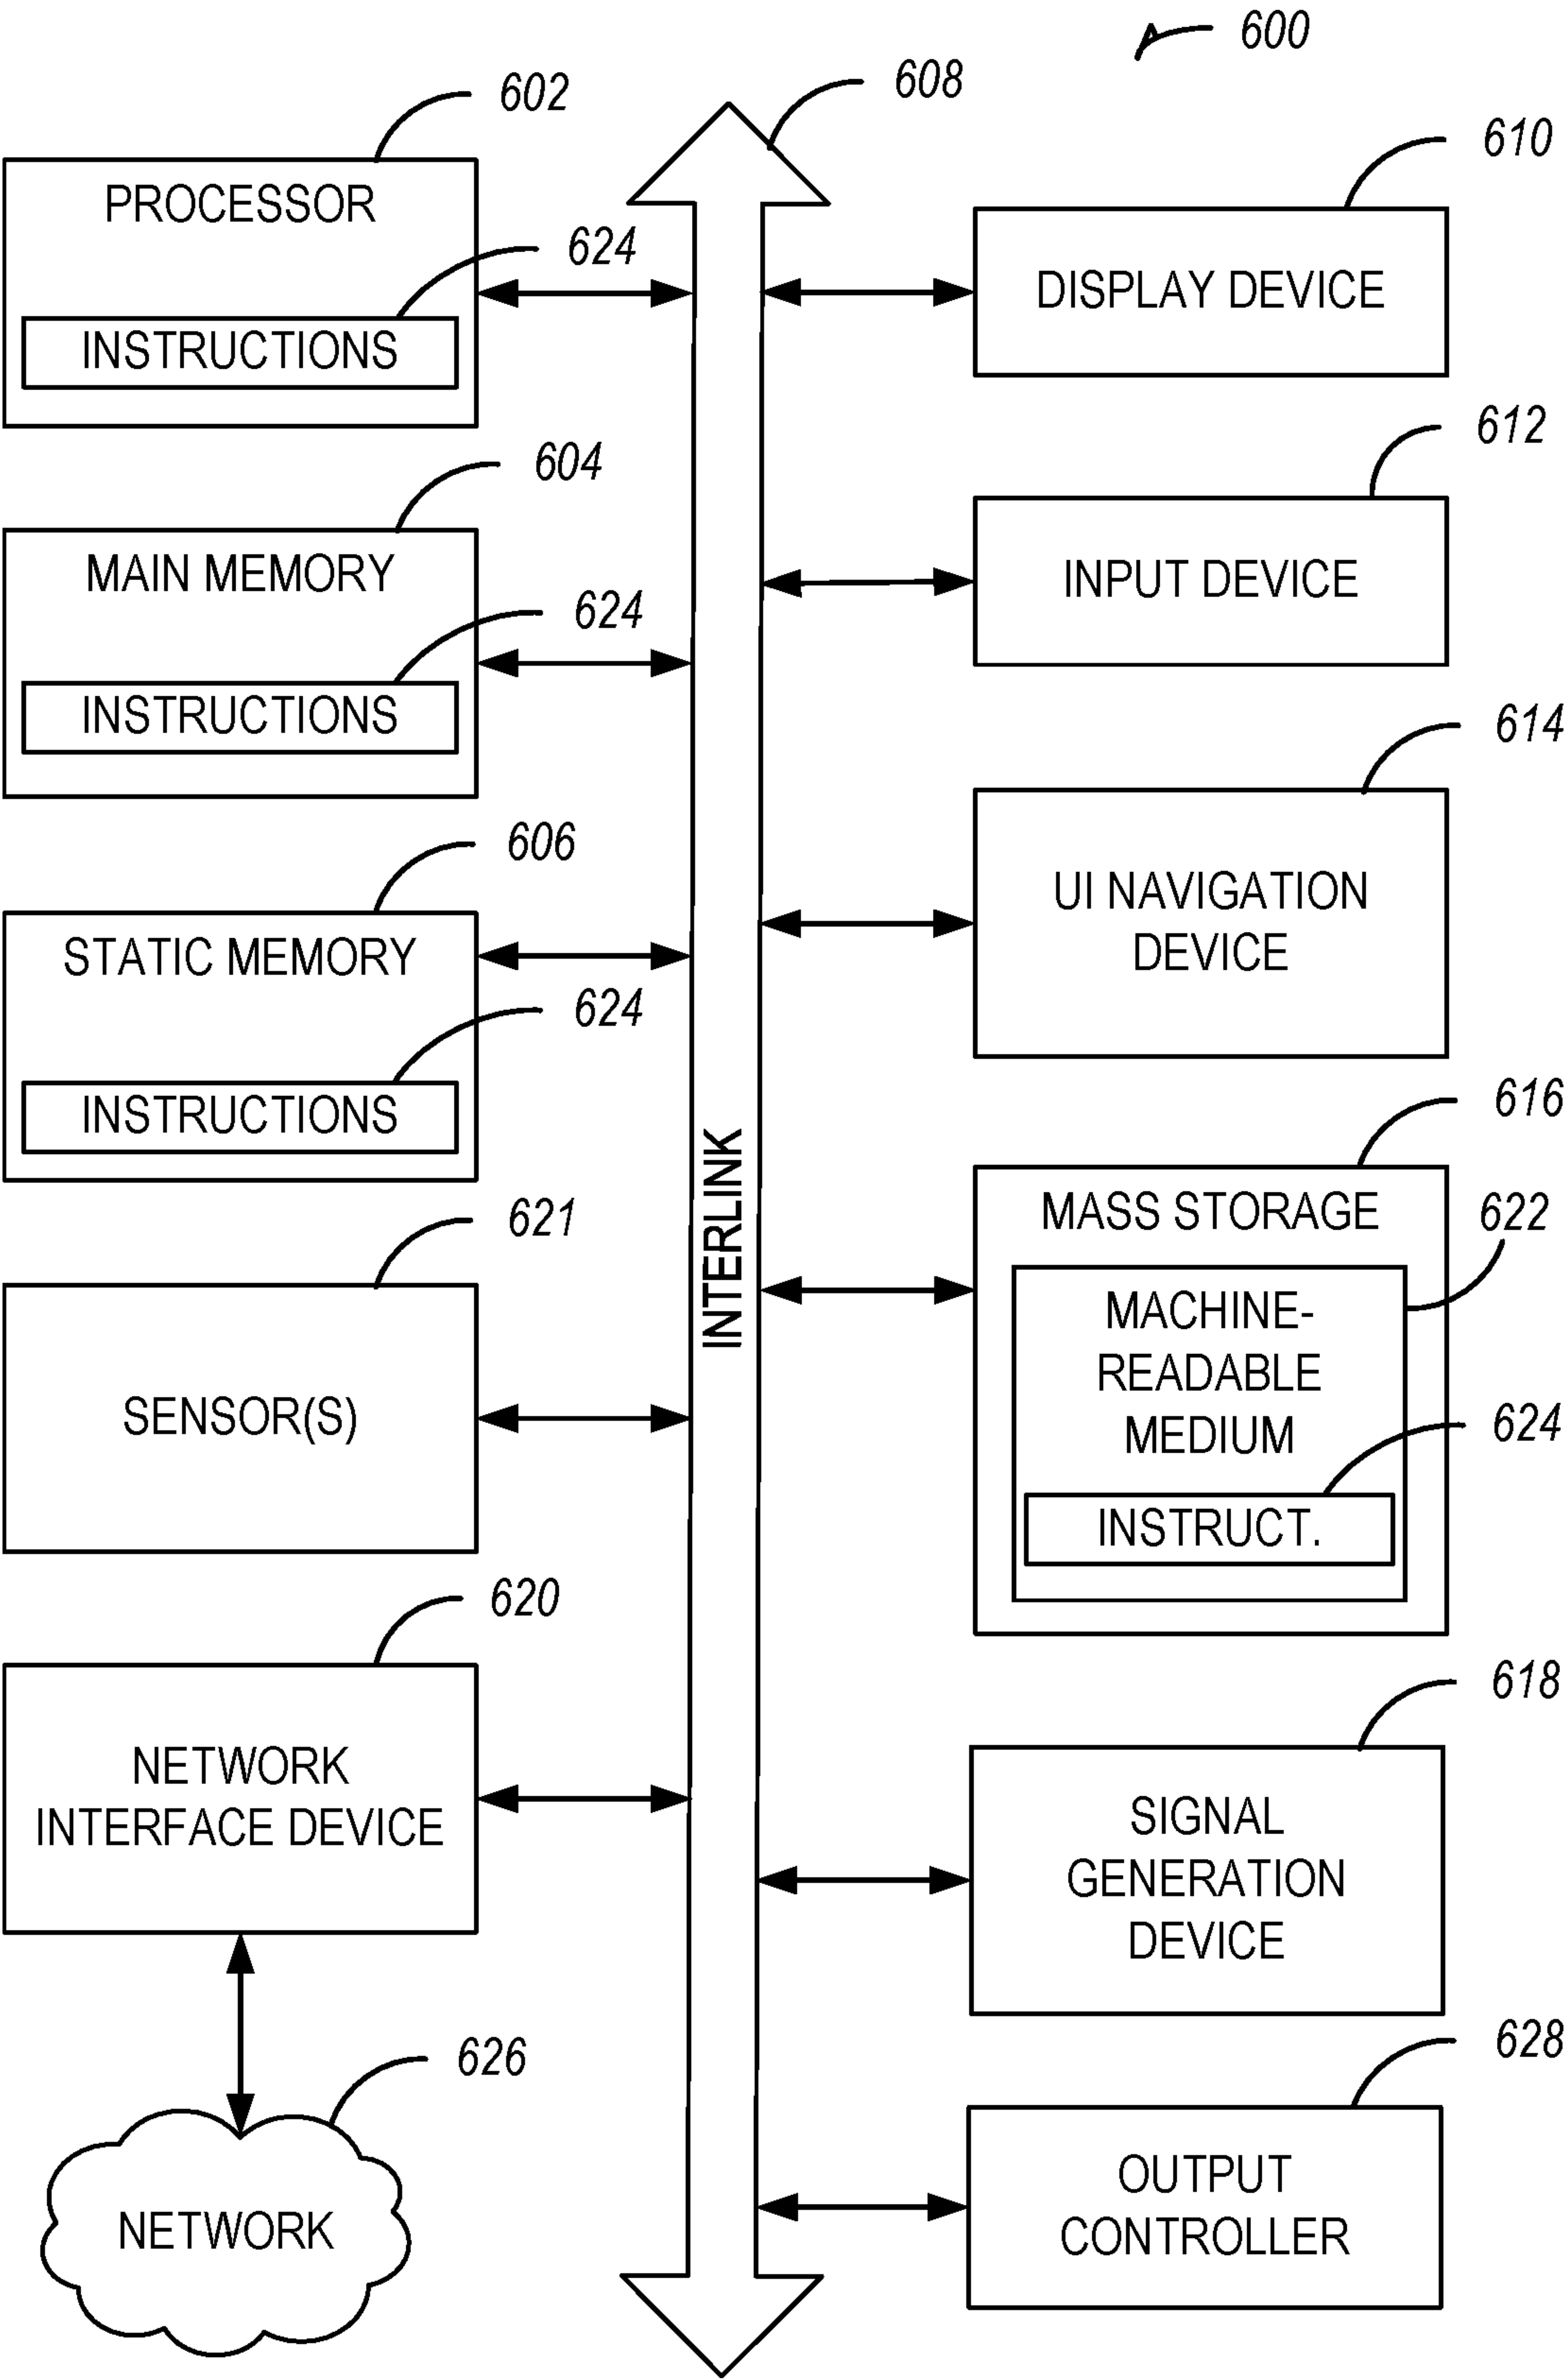 600
608
602
PROCESSOR
624
INSTRUCTIONS
604
MAIN MEMORY
624
INSTRUCTIONS
606
STATIC MEMORY
624
INSTRUCTIONS
621
SENSOR(S)
620
NETWORK
INTERFACE DEVICE
626
NETWORK
INTERLINK
610
DISPLAY DEVICE
612
INPUT DEVICE
614
UI NAVIGATION
DEVICE
616
MASS STORAGE
622
MACHINE-
READABLE
MEDIUM
624
INSTRUCT.
618
SIGNAL
GENERATION
DEVICE
628
OUTPUT
CONTROLLER